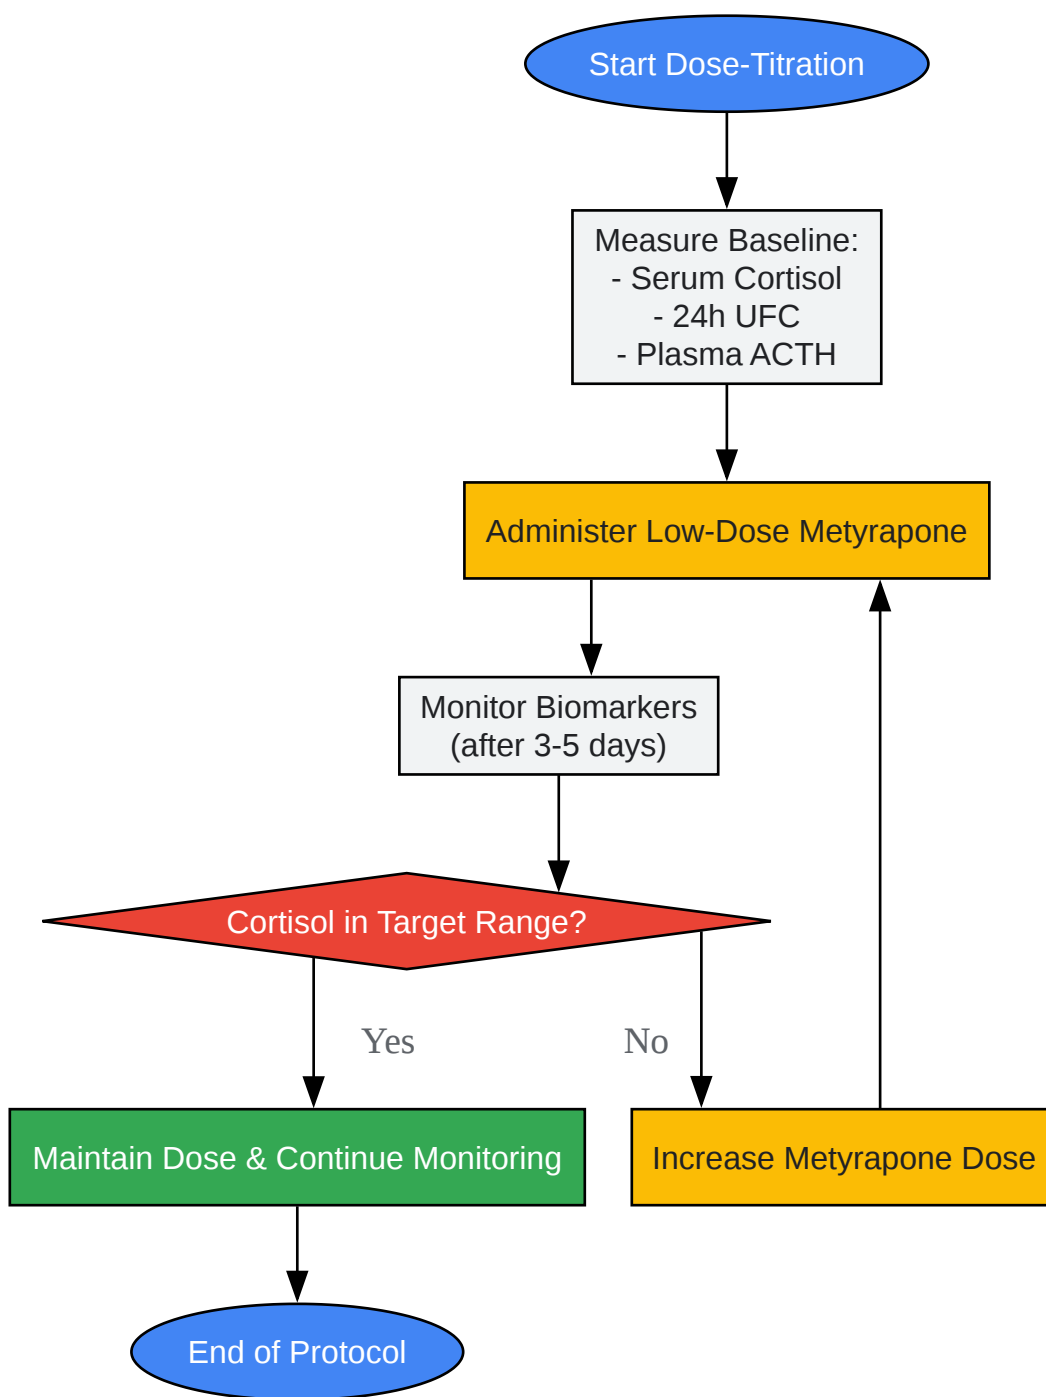 Start Dose-Titration
Measure Baseline:
- Serum Cortisol
- 24h UFC
- Plasma ACTH
Administer Low-Dose Metyrapone
Monitor Biomarkers
(after 3-5 days)
Cortisol in Target Range?
Yes
No
Maintain Dose & Continue Monitoring
Increase Metyrapone Dose
End of Protocol